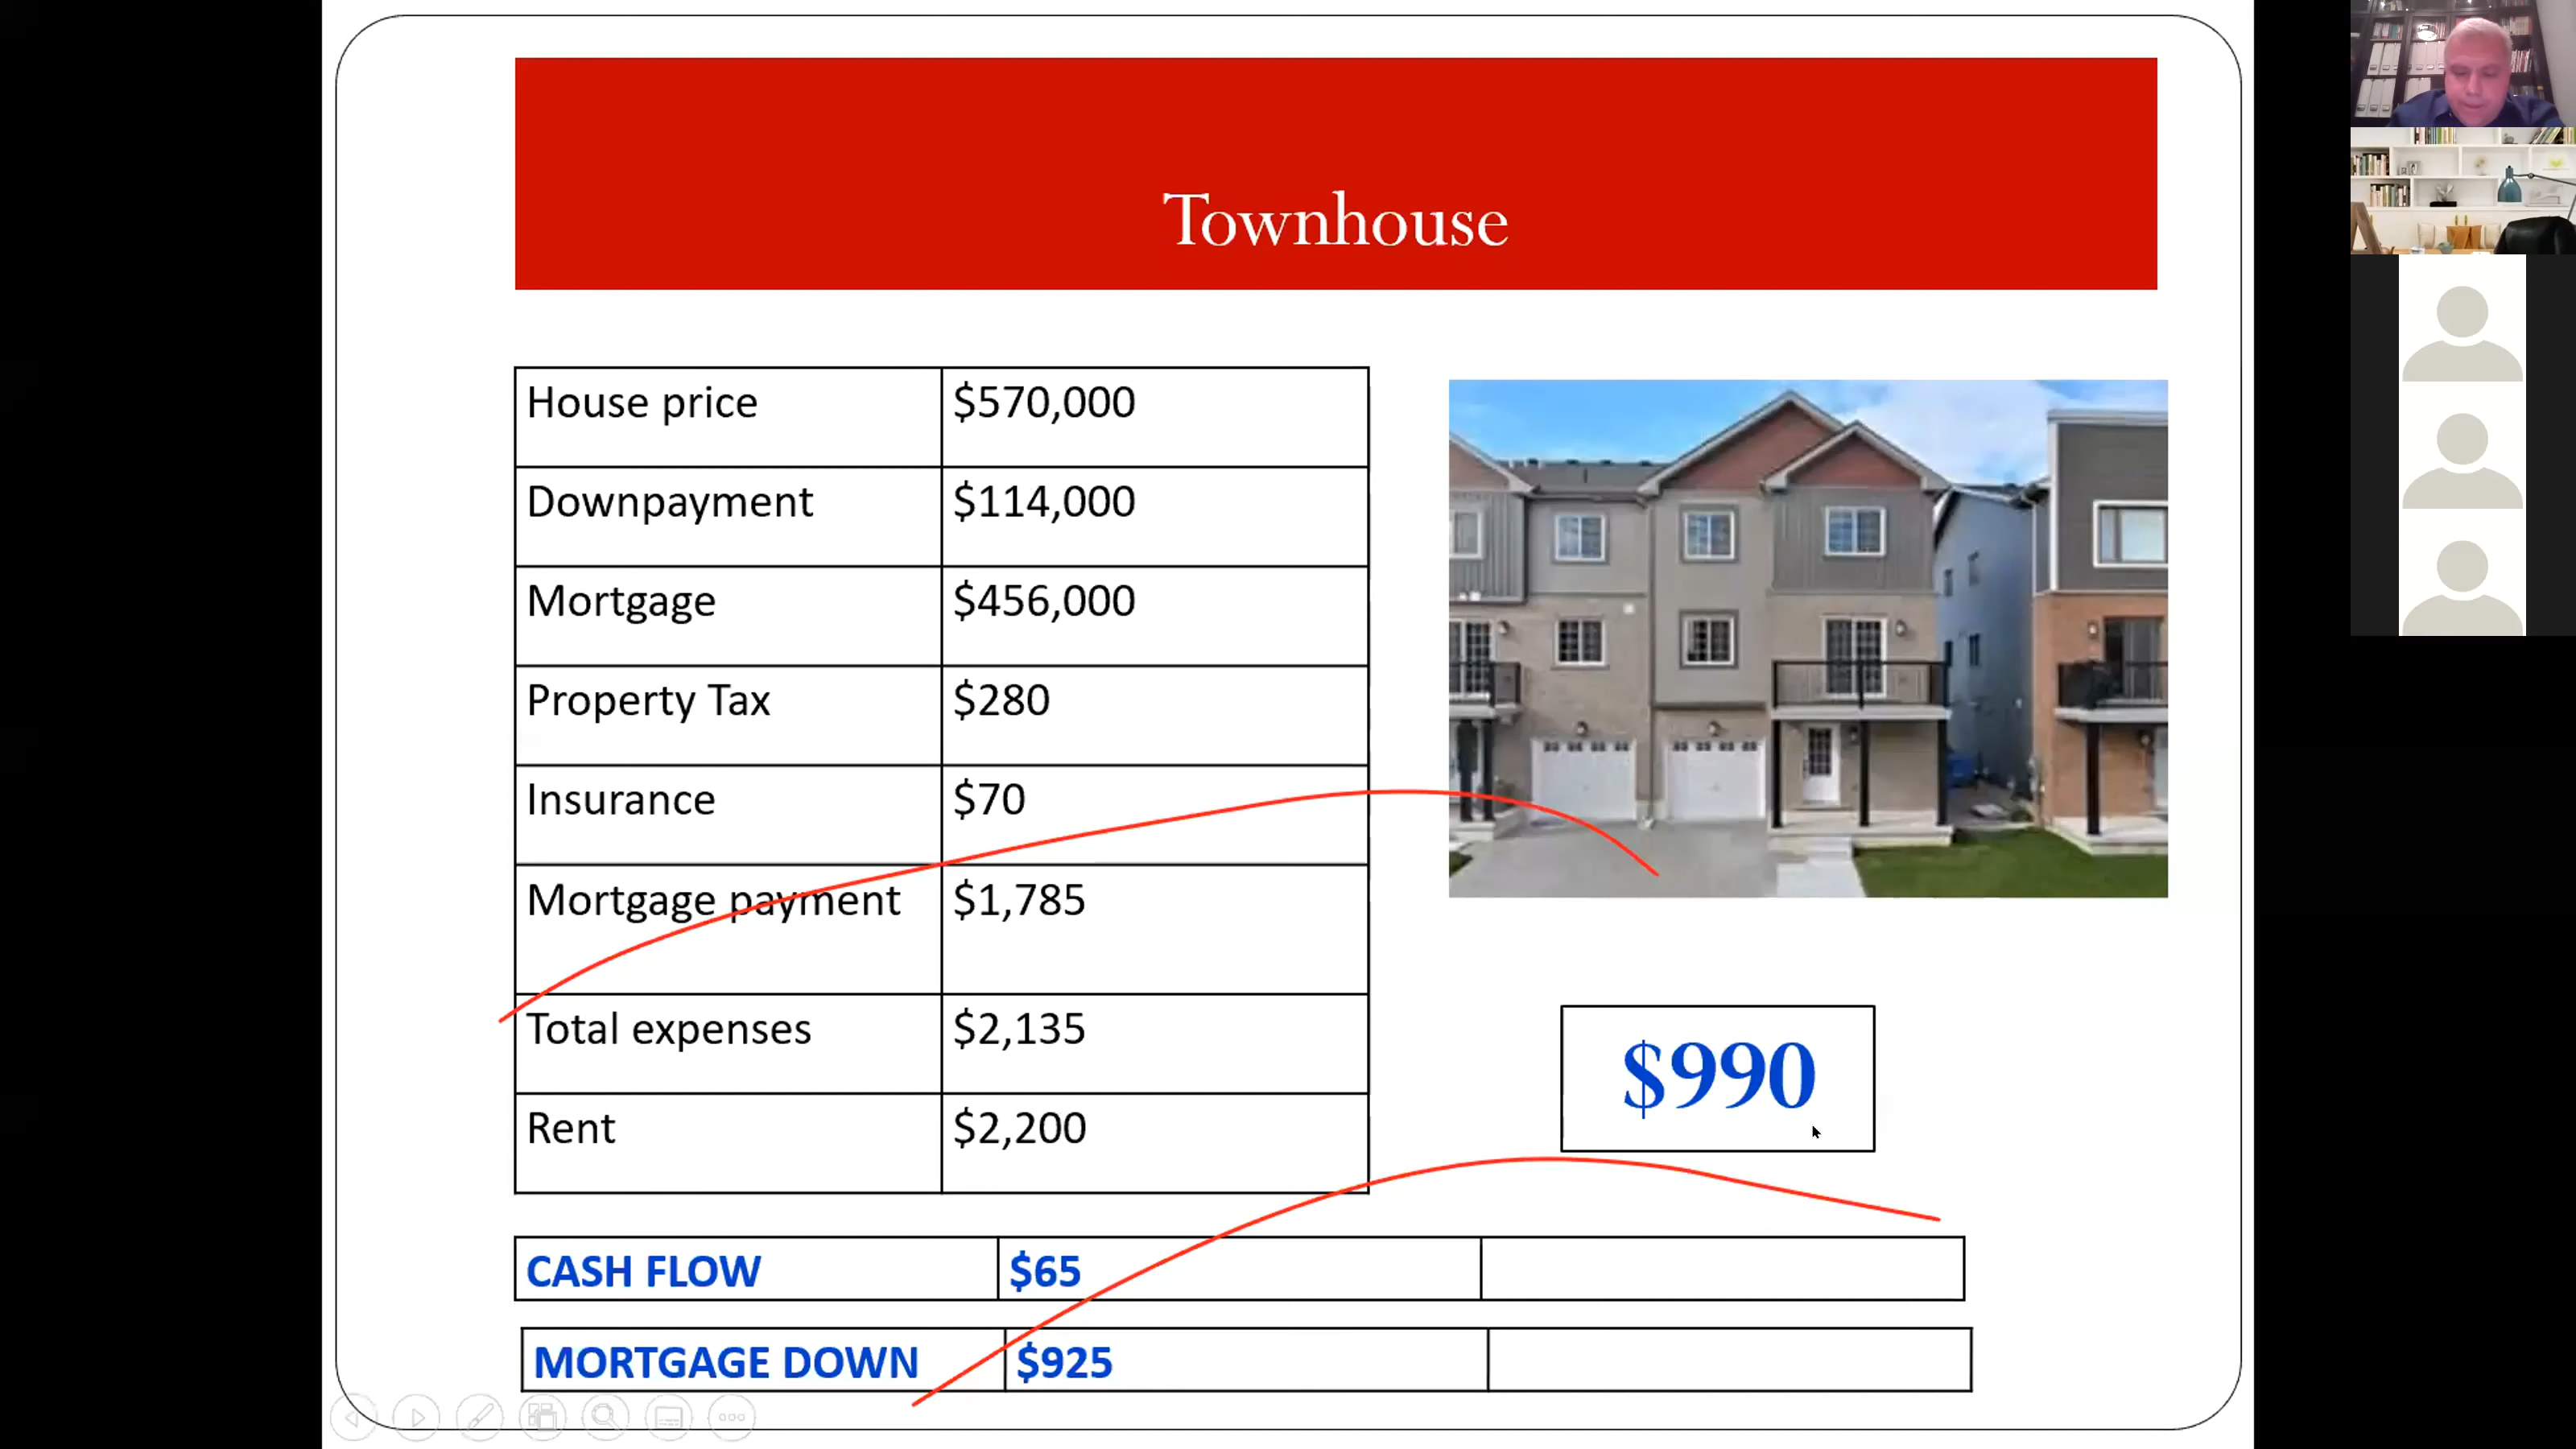 Townhouse
House price $570,000
Downpayment $114,000
Mortgage $456,000
Property Tax $280
Insurance $70
Mortgage payment $1,785
Total expenses $2,135
Rent $2,200
$990
CASH FLOW $65
MORTGAGE DOWN $925